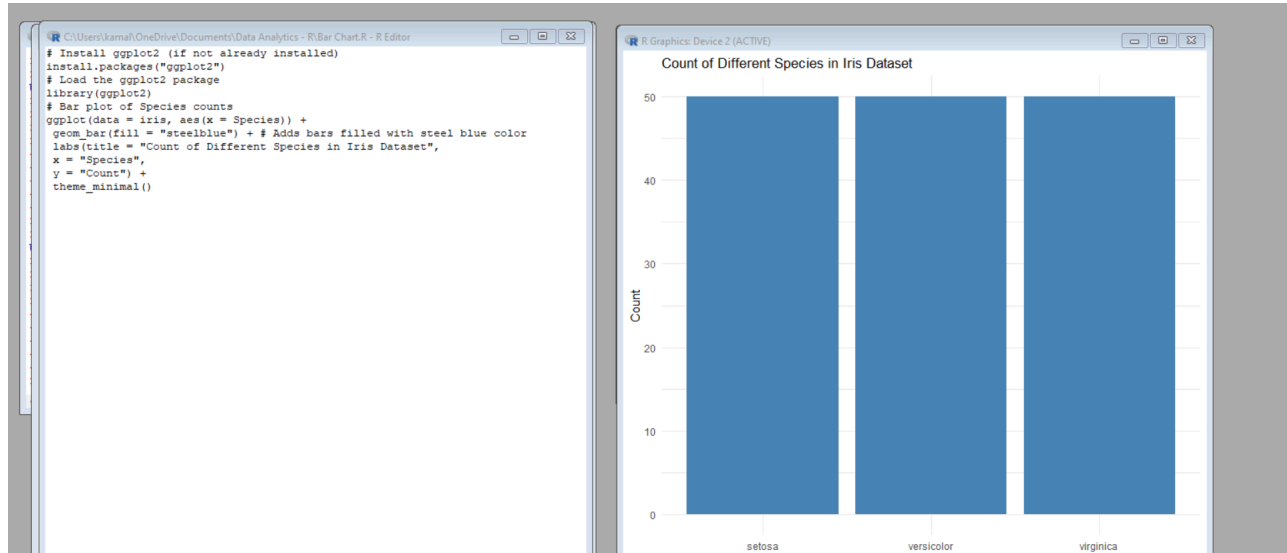 C:\Users\kamal\OneDrive\Documents\Data Analytics - R\Bar Chart.R - R Editor
# Install ggplot2 (if not already installed)
install.packages("ggplot2")
# Load the ggplot2 package
library(ggplot2)
# Bar plot of Species counts
ggplot(data = iris, aes(x = Species)) +
geom_bar(fill = "steelblue") + # Adds bars filled with steel blue color
labs(title = "Count of Different Species in Iris Dataset",
x = "Species",
y = "Count") +
theme_minimal()
R Graphics: Device 2 (ACTIVE)
Count of Different Species in Iris Dataset
50
40
30
Count
20
10
0
setosa versicolor virginica